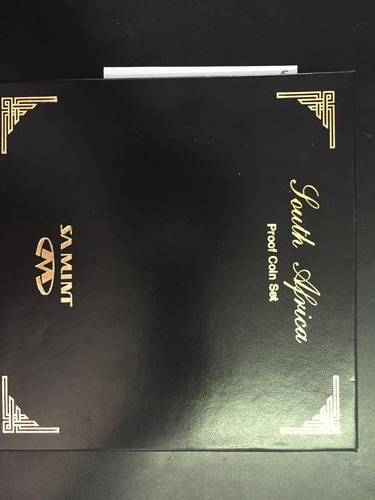 South Africa
Proof Coin Set
SA MINT